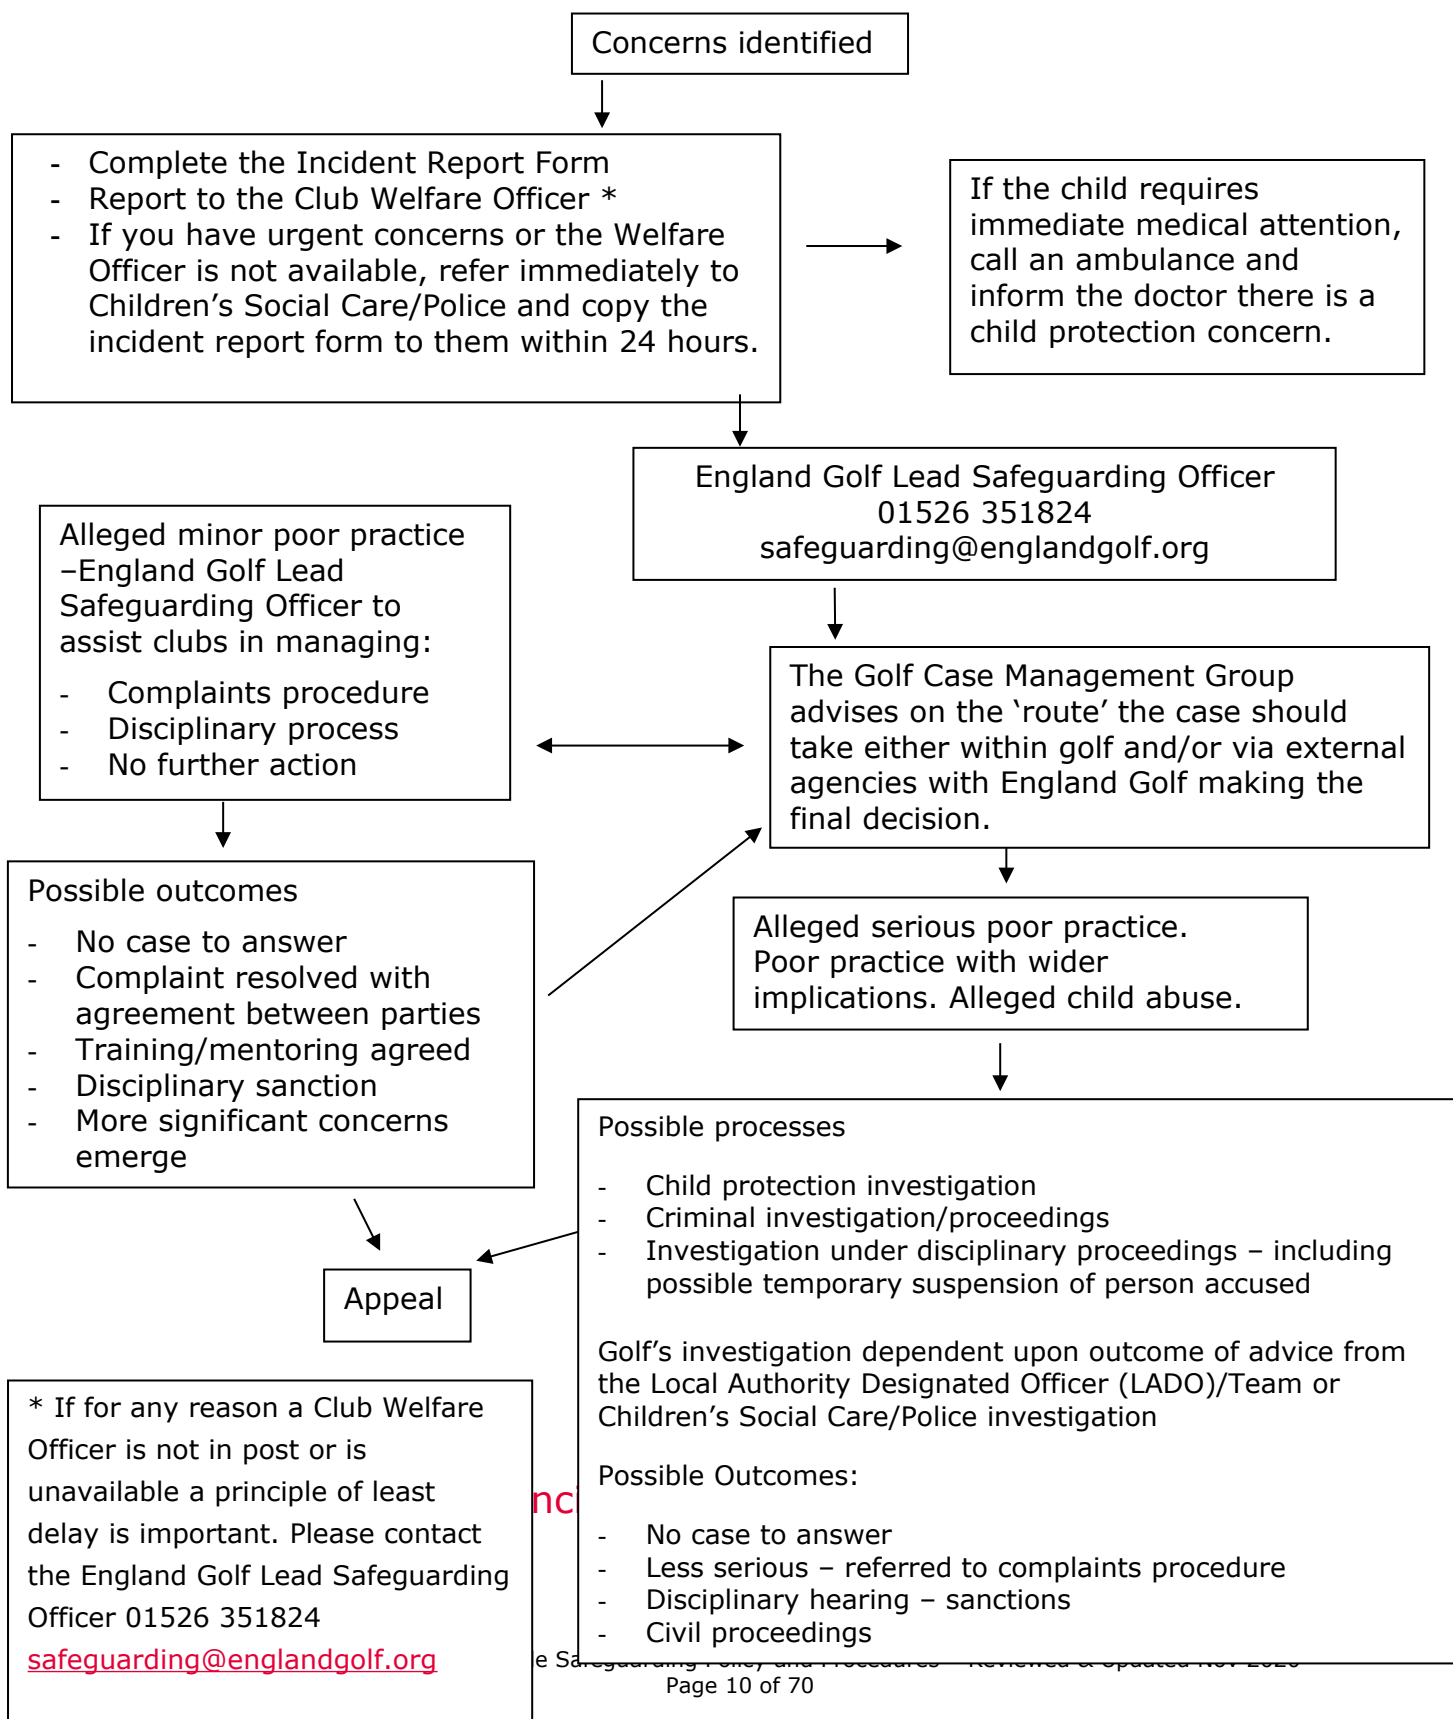 Concerns identified
- Complete the Incident Report Form
- Report to the Club Welfare Officer *
- If you have urgent concerns or the Welfare
Officer is not available, refer immediately to
Children’s Social Care/Police and copy the
incident report form to them within 24 hours.
If the child requires
immediate medical attention,
call an ambulance and
inform the doctor there is a
child protection concern.
England Golf Lead Safeguarding Officer
01526 351824
safeguarding@englandgolf.org
Alleged minor poor practice
–England Golf Lead
Safeguarding Officer to
assist clubs in managing:
- Complaints procedure
- Disciplinary process
- No further action
The Golf Case Management Group
advises on the ‘route’ the case should
take either within golf and/or via external
agencies with England Golf making the
final decision.
Possible outcomes
- No case to answer
- Complaint resolved with
agreement between parties
- Training/mentoring agreed
- Disciplinary sanction
- More significant concerns
emerge
Alleged serious poor practice.
Poor practice with wider
implications. Alleged child abuse.
Possible processes
- Child protection investigation
- Criminal investigation/proceedings
- Investigation under disciplinary proceedings – including
possible temporary suspension of person accused
Golf’s investigation dependent upon outcome of advice from
the Local Authority Designated Officer (LADO)/Team or
Children’s Social Care/Police investigation
Possible Outcomes:
- No case to answer
- Less serious – referred to complaints procedure
- Disciplinary hearing – sanctions
- Civil proceedings
Appeal
* If for any reason a Club Welfare
Officer is not in post or is
unavailable a principle of least
delay is important. Please contact
the England Golf Lead Safeguarding
Officer 01526 351824
safeguarding@englandgolf.org
Safeguarding Policy and Procedures – Reviewed & Updated Nov 2020
Page 10 of 70